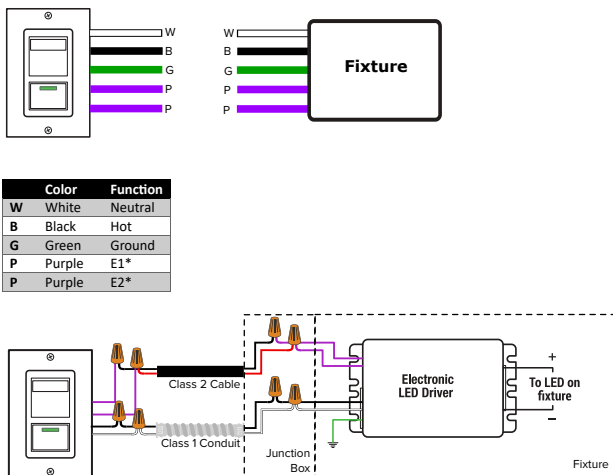 W W
B B
G G
P P
P P
Fixture
Color Function
W White Neutral
B Black Hot
G Green Ground
P Purple E1*
P Purple E2*
Class 2 Cable
Class 1 Conduit
Junction
Box
Electronic
LED Driver
+
To LED on
fixture
−
Fixture